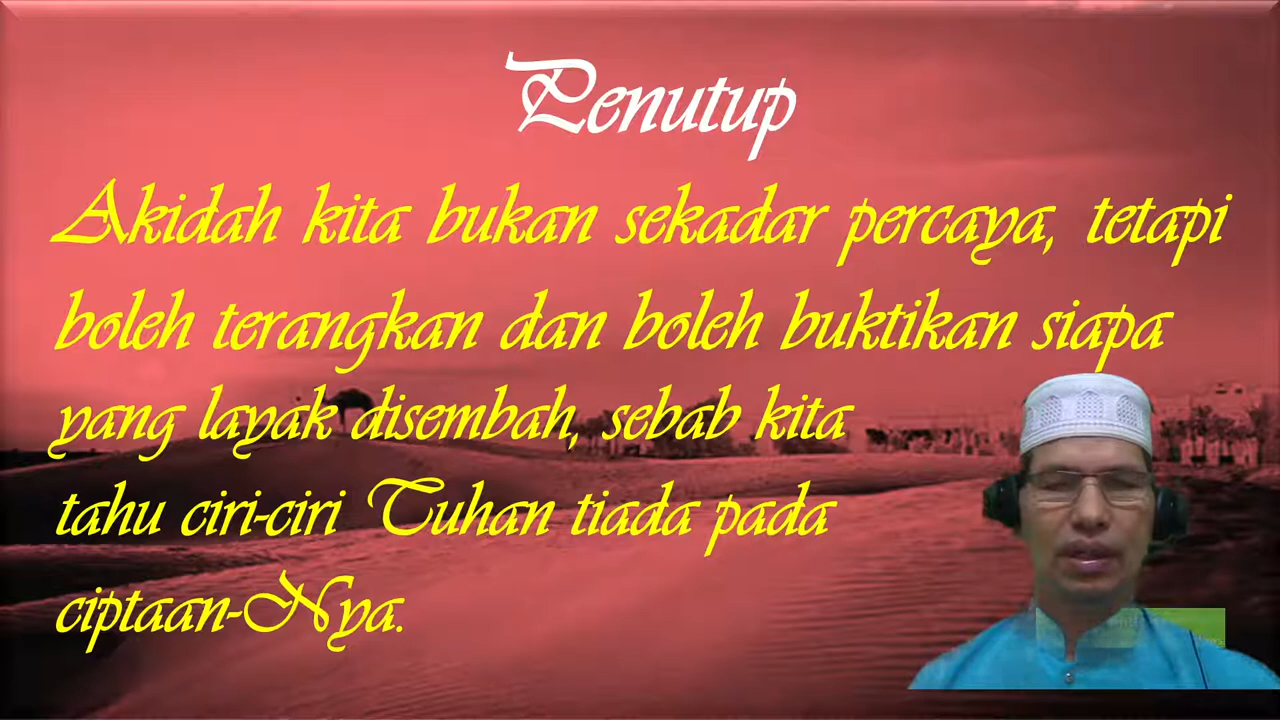 Penutup
Akidah kita bukan sekadar percaya, tetapi
boleh terangkan dan boleh buktikan siapa
yang layak disembah, sebab kita
tahu ciri-ciri Tuhan tiada pada
ciptaan-Nya.